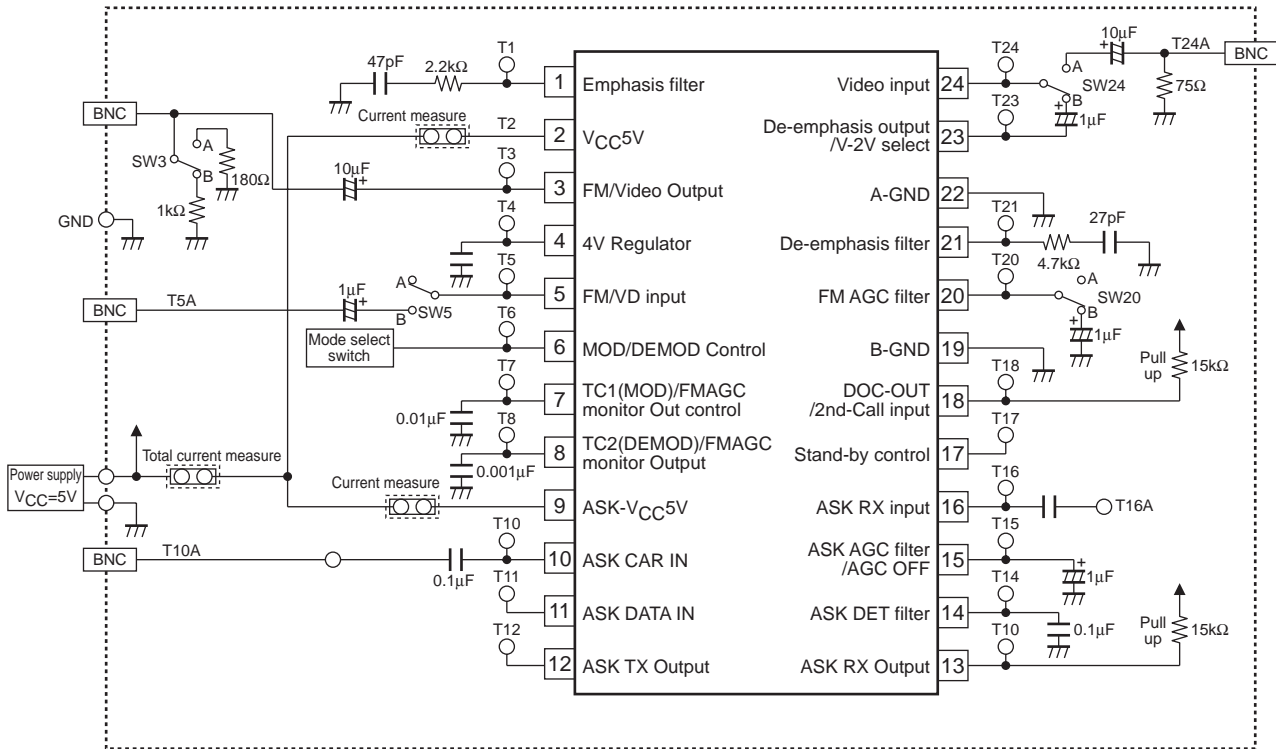 T1
47pF
2.2kΩ
1
Emphasis filter
BNC
Current measure
T2
2
VCC5V
SW3
A
B
180Ω
1kΩ
10μF
+
T3
3
FM/Video Output
GND
T4
4
4V Regulator
BNC
T5A
1μF
+
A
B
SW5
T5
5
FM/VD input
Mode select
switch
T6
6
MOD/DEMOD Control
T7
7
TC1(MOD)/FMAGC
monitor Out control
0.01μF
T8
8
TC2(DEMOD)/FMAGC
monitor Output
0.001μF
Power supply
VCC=5V
Total current measure
Current measure
9
ASK-VCC5V
BNC
T10A
0.1μF
T10
10
ASK CAR IN
T11
11
ASK DATA IN
T12
12
ASK TX Output
Video input
24
T24
A
SW24
B
10μF
+
T24A
BNC
75Ω
De-emphasis output
/V-2V select
23
T23
+
1μF
A-GND
22
De-emphasis filter
21
T21
4.7kΩ
27pF
FM AGC filter
20
T20
A
SW20
B
+
1μF
B-GND
19
DOC-OUT
/2nd-Call input
18
T18
Pull
up
15kΩ
Stand-by control
17
T17
ASK RX input
16
T16
T16A
ASK AGC filter
/AGC OFF
15
T15
+
1μF
ASK DET filter
14
T14
0.1μF
ASK RX Output
13
T10
Pull
up
15kΩ